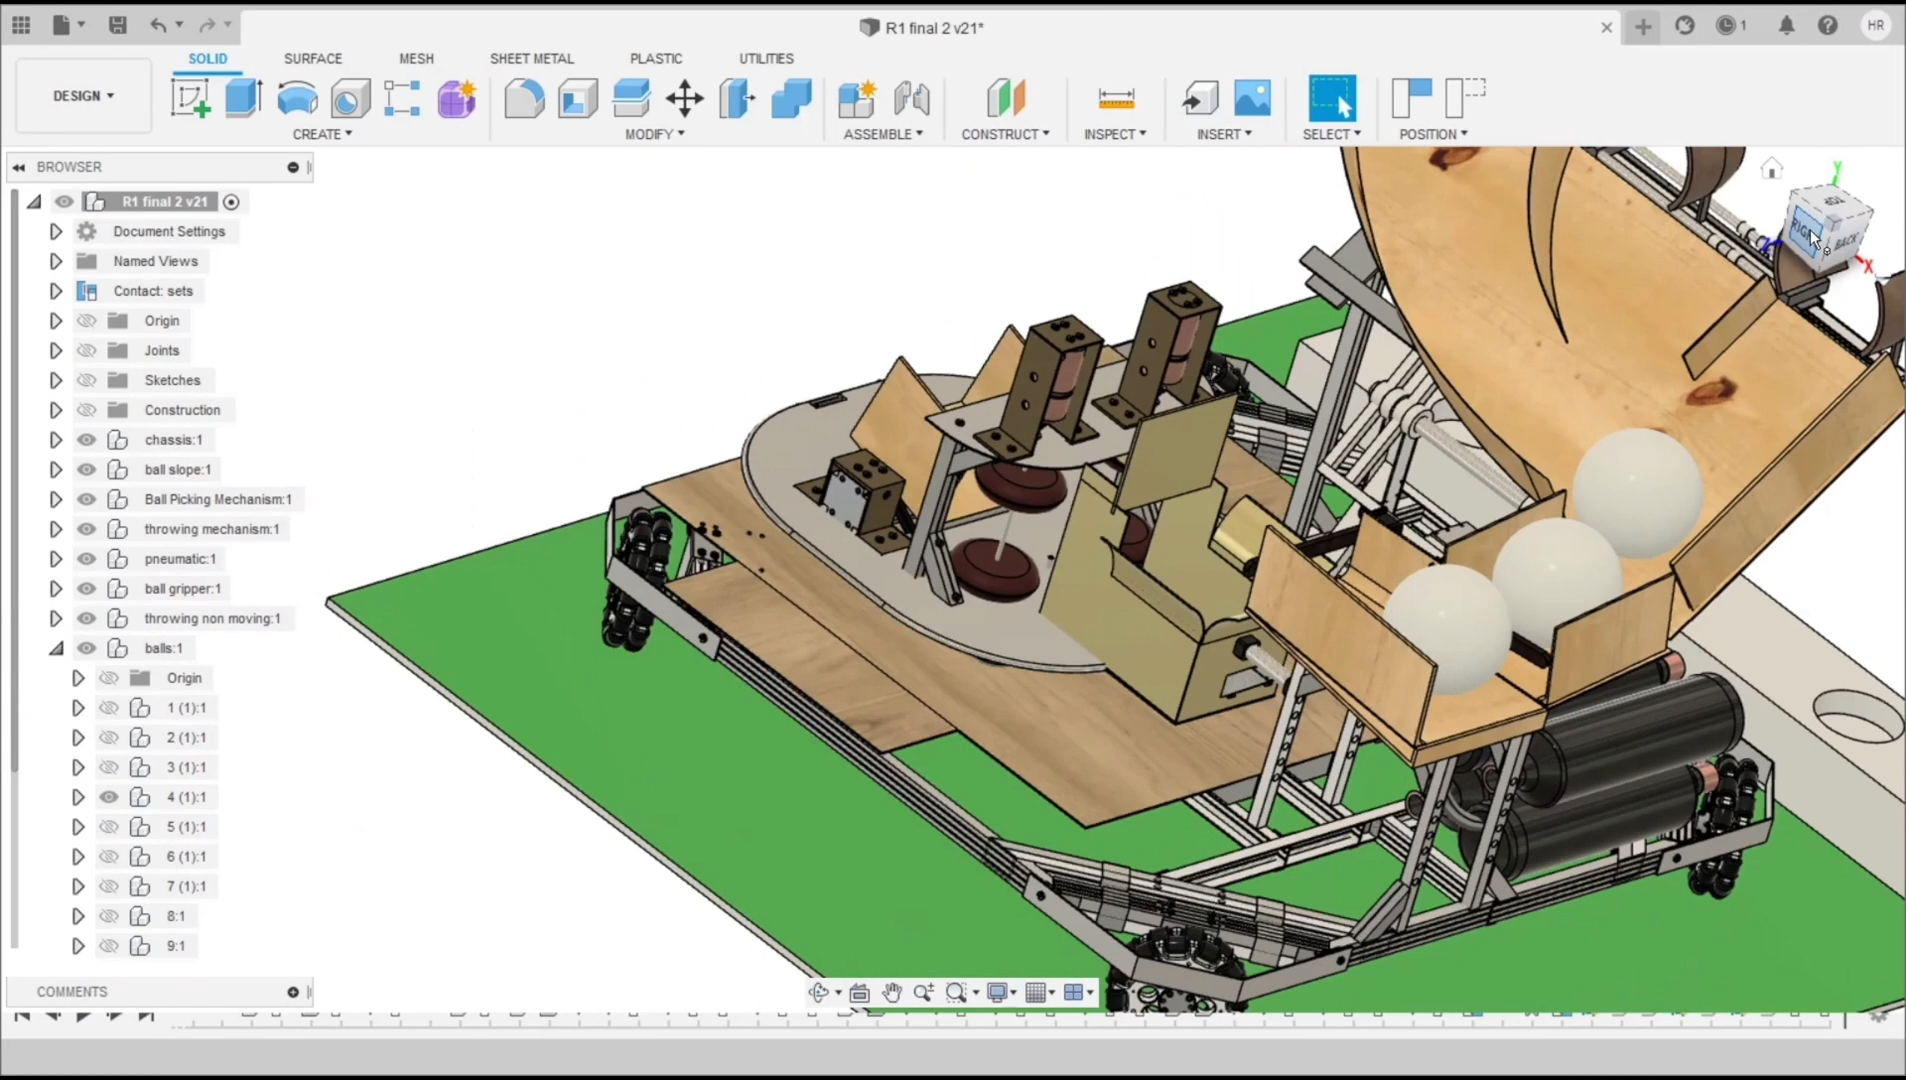 R1 final 2 v21*
1
HR
SOLID
SURFACE
MESH
SHEET METAL
PLASTIC
UTILITIES
DESIGN
CREATE
MODIFY
ASSEMBLE
CONSTRUCT
INSPECT
INSERT
SELECT
POSITION
BROWSER
R1 final 2 v21
Document Settings
Named Views
Contact: sets
Origin
Joints
Sketches
Construction
chassis:1
ball slope:1
Ball Picking Mechanism:1
throwing mechanism:1
pneumatic:1
ball gripper:1
throwing non moving:1
balls:1
Origin
1 (1):1
2 (1):1
3 (1):1
4 (1):1
5 (1):1
6 (1):1
7 (1):1
8:1
9:1
COMMENTS
Y
TOP
RIGHT
BACK
Z
X